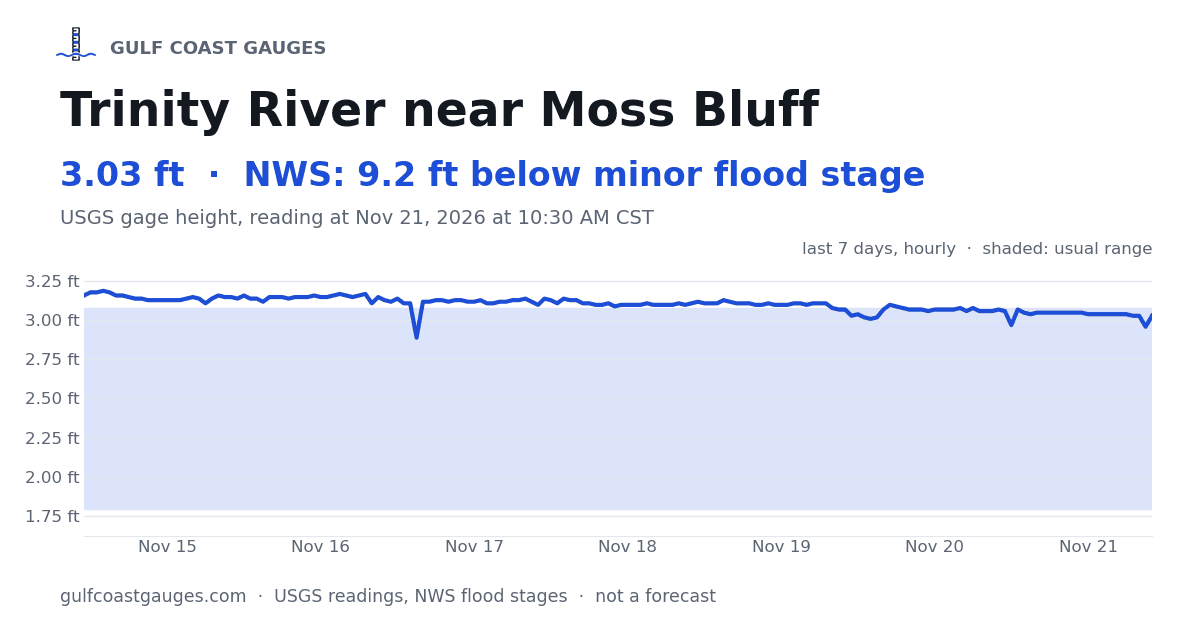 GULF COAST GAUGES
Trinity River near Moss Bluff
3.03 ft · NWS: 9.2 ft below minor flood stage
USGS gage height, reading at Nov 21, 2026 at 10:30 AM CST
last 7 days, hourly · shaded: usual range
3.25 ft
3.00 ft
2.75 ft
2.50 ft
2.25 ft
2.00 ft
1.75 ft
Nov 15 Nov 16 Nov 17 Nov 18 Nov 19 Nov 20 Nov 21
gulfcoastgauges.com · USGS readings, NWS flood stages · not a forecast